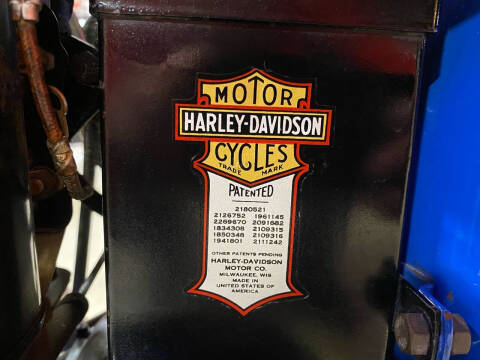 MOTOR
HARLEY-DAVIDSON
CYCLES
TRADE MARK
PATENTED
2180521
2126752 1961145
2269670 2091682
1834308 2109315
1850348 2109316
1941801 2111242
OTHER PATENTS PENDING
HARLEY-DAVIDSON
MOTOR CO.
MILWAUKEE, WIS
MADE IN
UNITED STATES OF
AMERICA